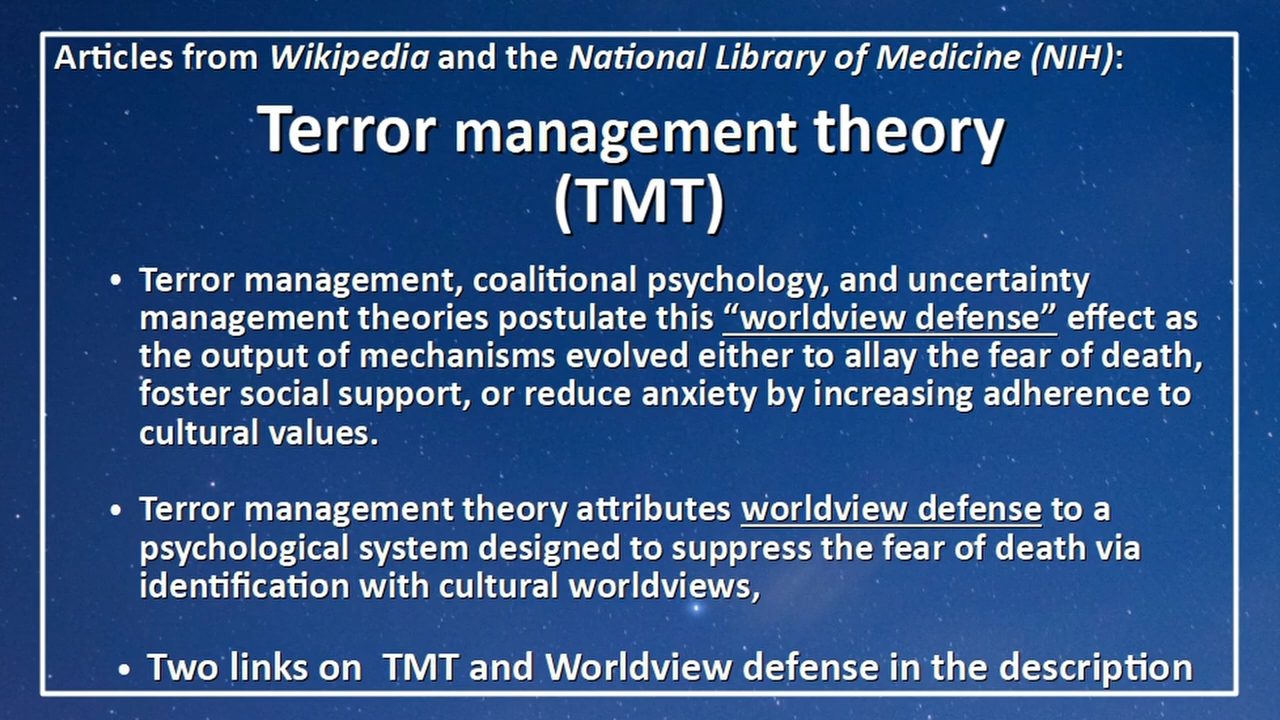 Articles from Wikipedia and the National Library of Medicine (NIH):
Terror management theory
(TMT)
• Terror management, coalitional psychology, and uncertainty
management theories postulate this “worldview defense” effect as
the output of mechanisms evolved either to allay the fear of death,
foster social support, or reduce anxiety by increasing adherence to
cultural values.
• Terror management theory attributes worldview defense to a
psychological system designed to suppress the fear of death via
identification with cultural worldviews,
• Two links on  TMT and Worldview defense in the description